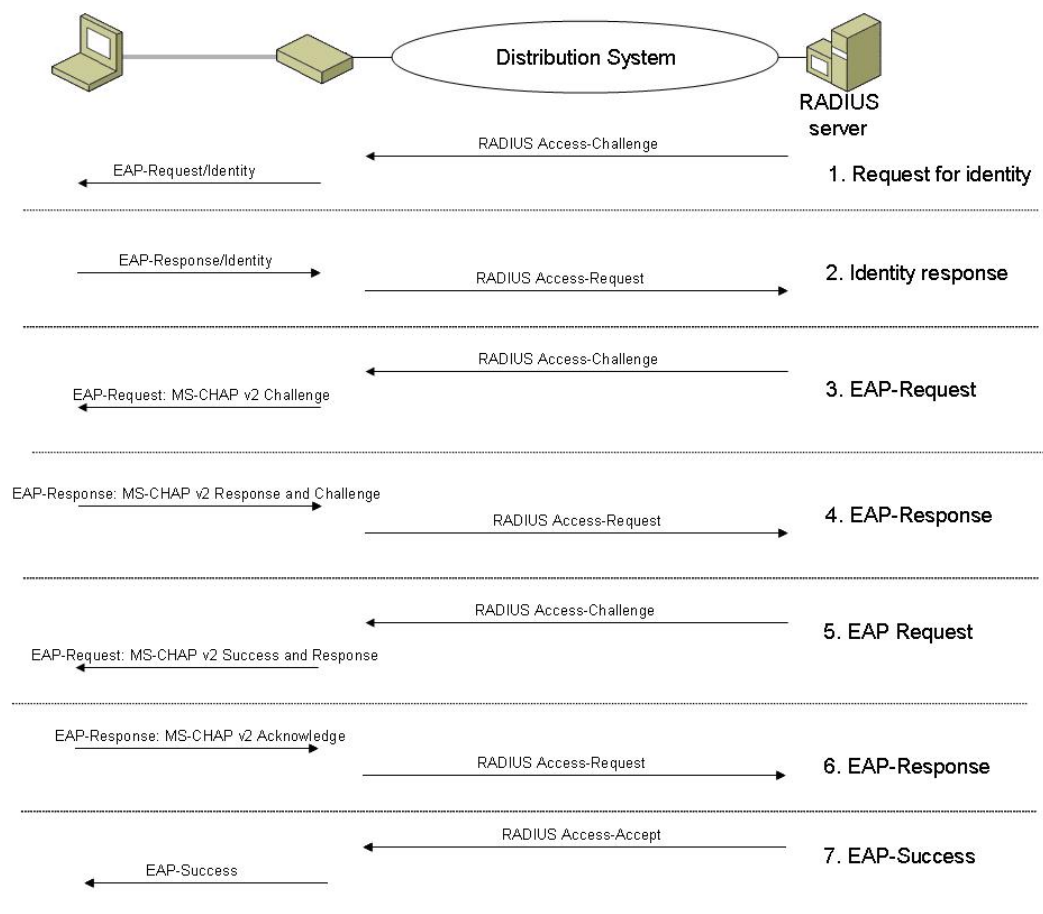 Distribution System
RADIUS
server
RADIUS Access-Challenge
EAP-Request/Identity
1. Request for identity
EAP-Response/Identity
RADIUS Access-Request
2. Identity response
RADIUS Access-Challenge
EAP-Request: MS-CHAP v2 Challenge
3. EAP-Request
EAP-Response: MS-CHAP v2 Response and Challenge
RADIUS Access-Request
4. EAP-Response
RADIUS Access-Challenge
EAP-Request: MS-CHAP v2 Success and Response
5. EAP Request
EAP-Response: MS-CHAP v2 Acknowledge
RADIUS Access-Request
6. EAP-Response
RADIUS Access-Accept
EAP-Success
7. EAP-Success